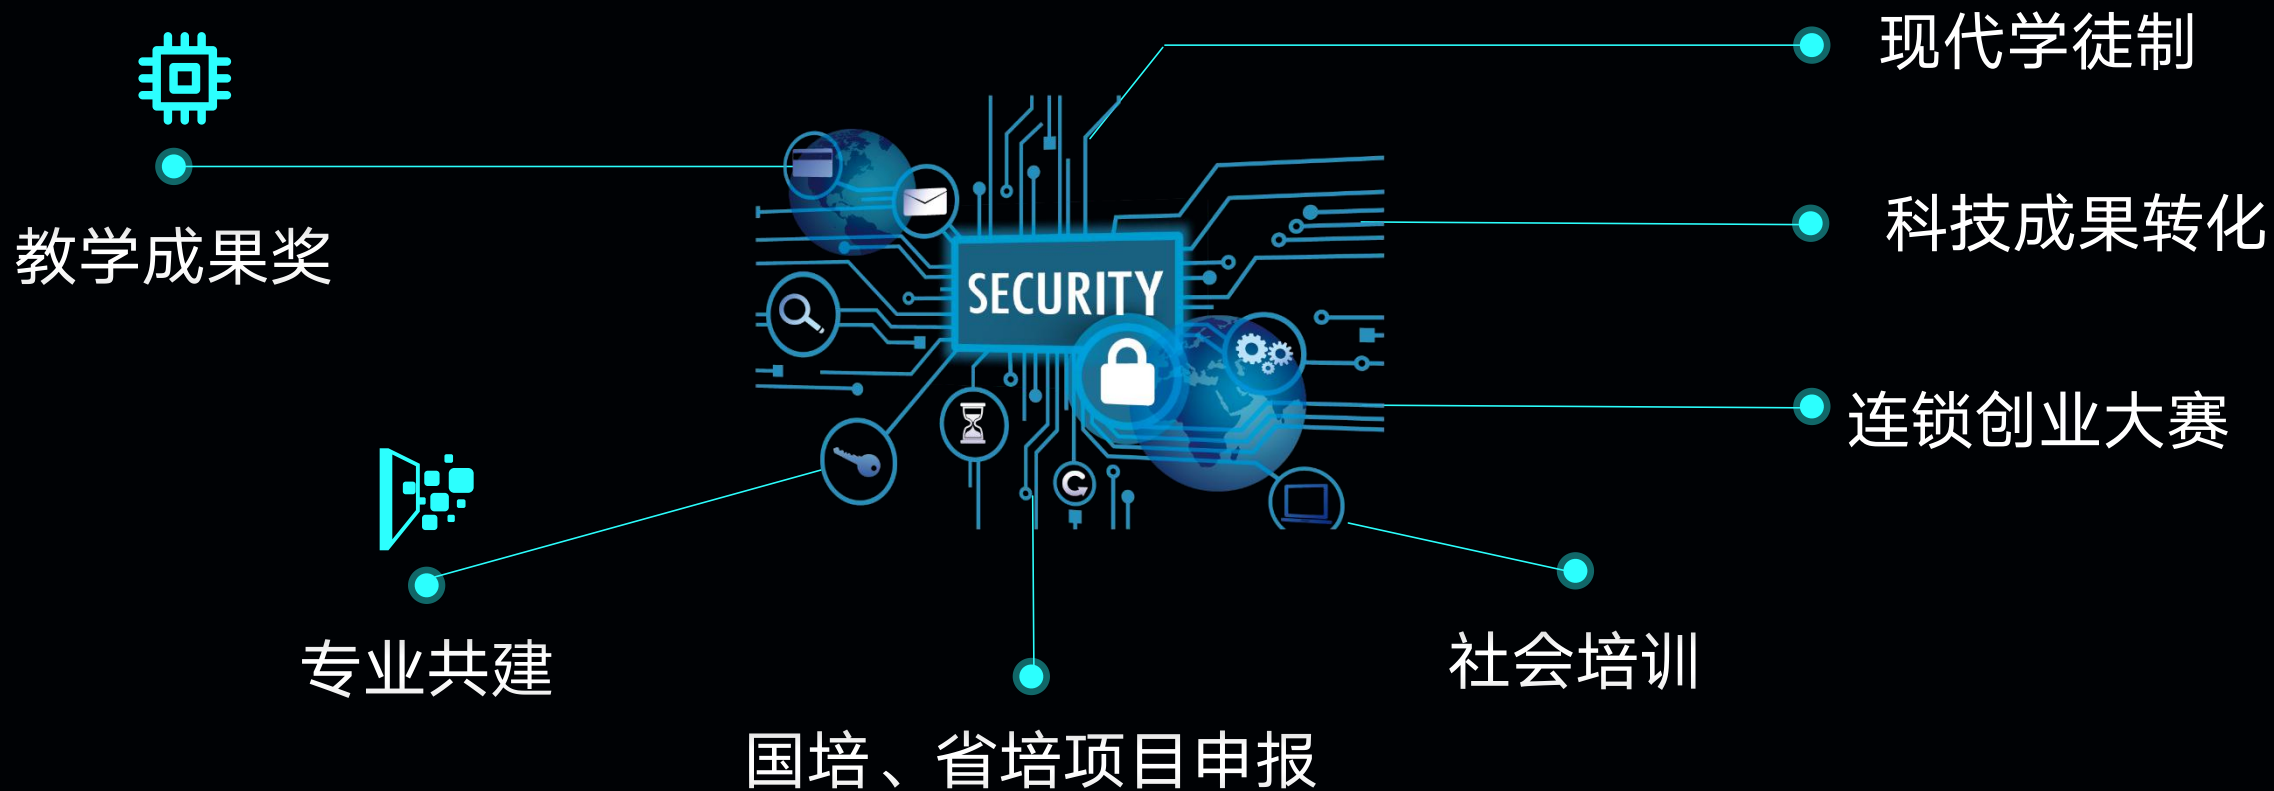 现代学徒制
教学成果奖
科技成果转化
SECURITY
连锁创业大赛
专业共建
社会培训
国培、省培项目申报